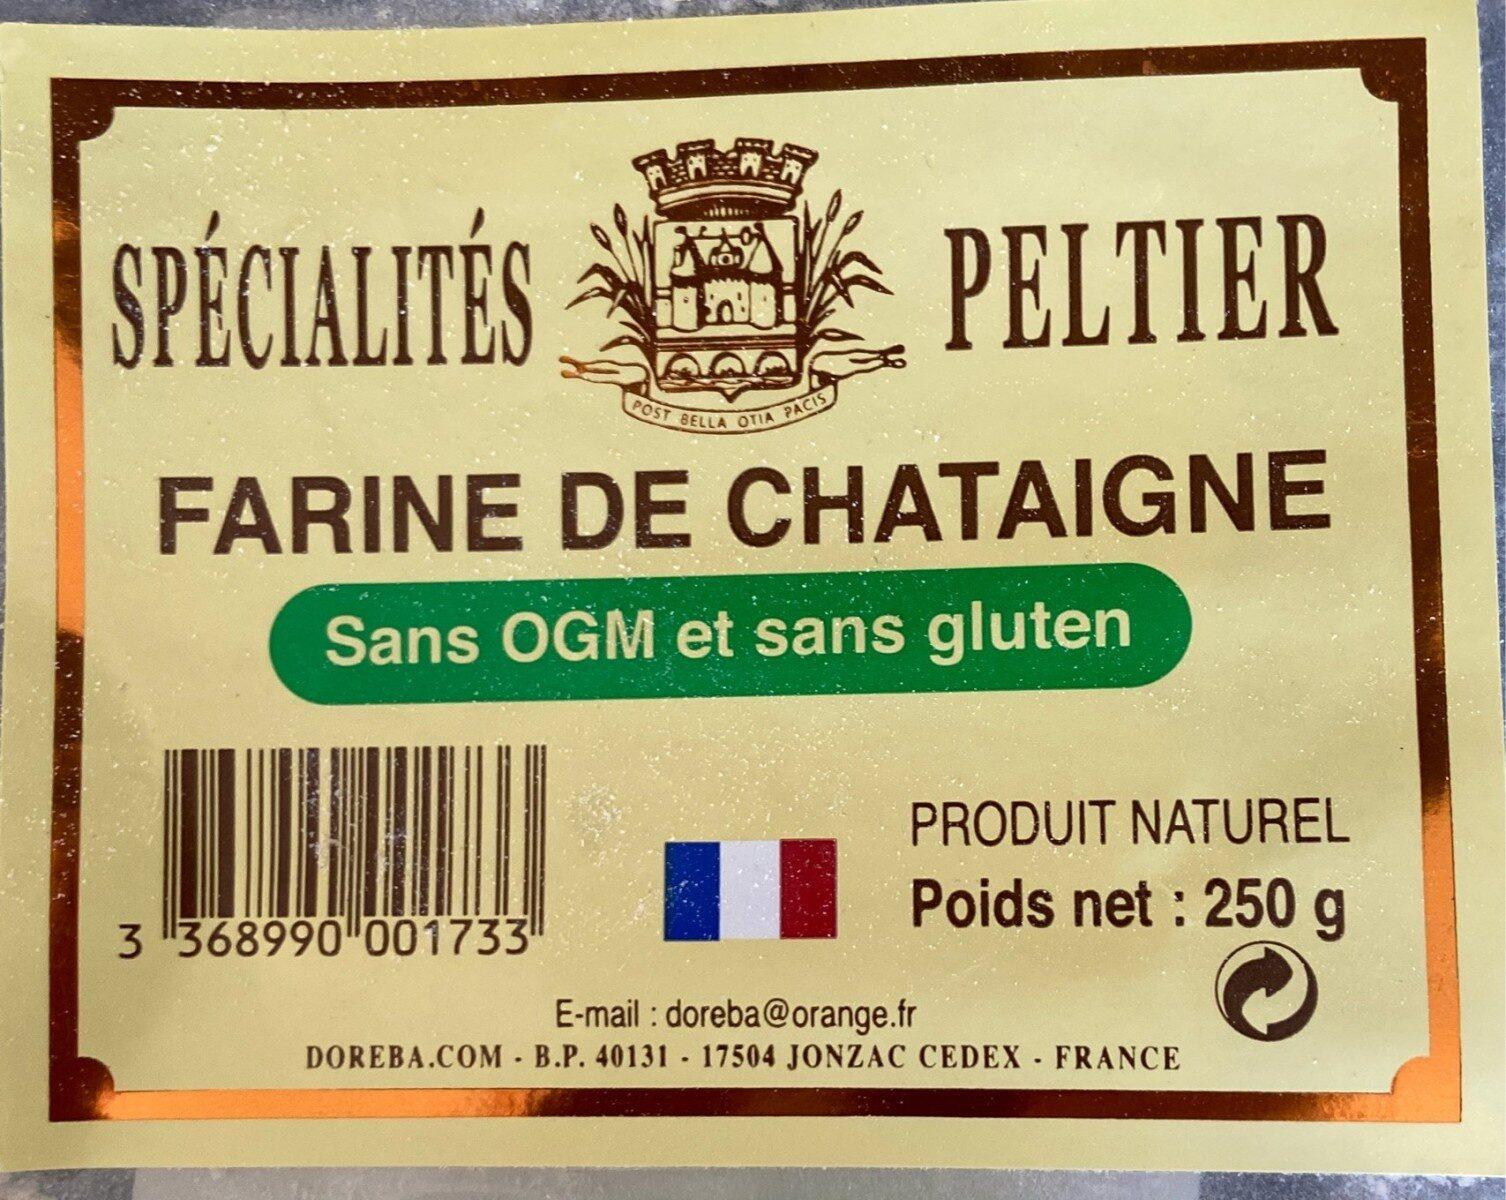 SPÉCIALITÉS PELTIER
POST BELLA OTIA PACIS
FARINE DE CHATAIGNE
Sans OGM et sans gluten
PRODUIT NATUREL
Poids net : 250 g
3 368990 001733
E-mail : doreba@orange.fr
DOREBA.COM - B.P. 40131 - 17504 JONZAC CEDEX - FRANCE